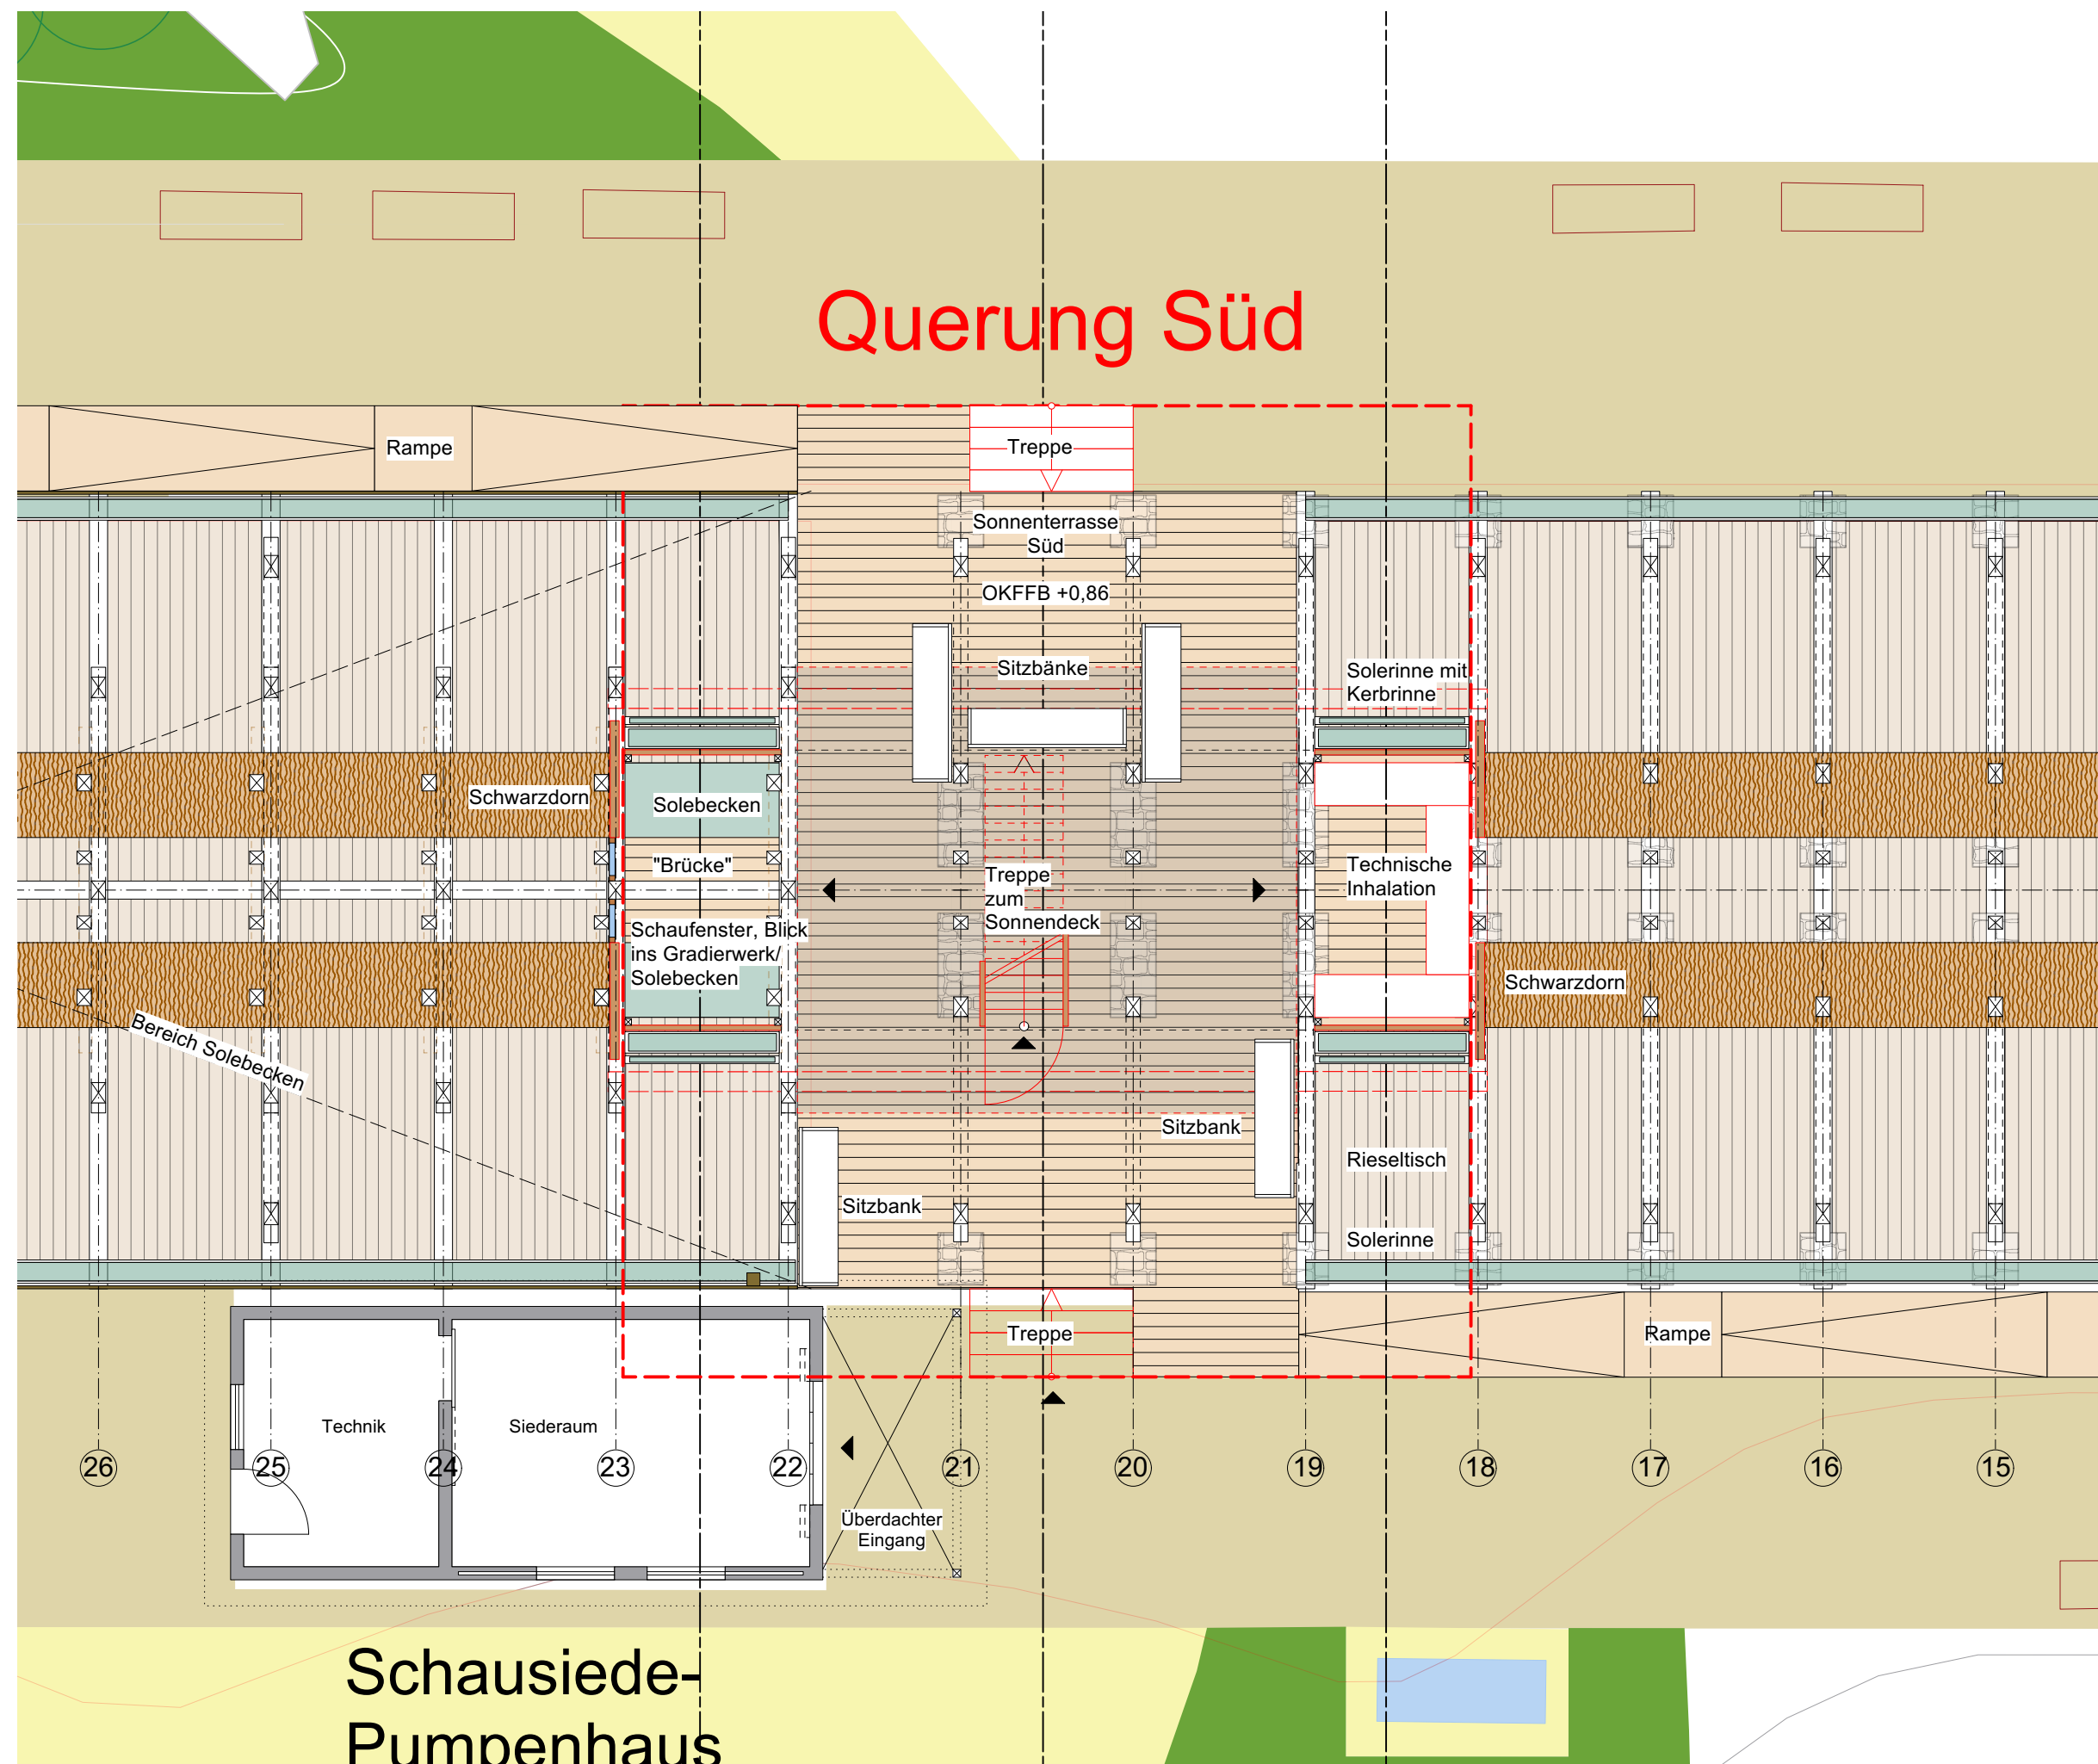 Querung Süd
Rampe
Treppe
Sonnenterrasse
Süd
OKFFB +0,86
Sitzbänke
Solerinne mit
Kerbrinne
Schwarzdorn
Solebecken
"Brücke"
Treppe
zum
Sonnendeck
Technische
Inhalation
Schaufenster, Blick
ins Gradierwerk/
Solebecken
Schwarzdorn
Bereich Solebecken
Sitzbank
Rieseltisch
Sitzbank
Solerinne
Treppe
Rampe
Technik
Siederaum
26
25
24
23
22
21
20
19
18
17
16
15
Überdachter
Eingang
Schausiede-
Pumpenhaus